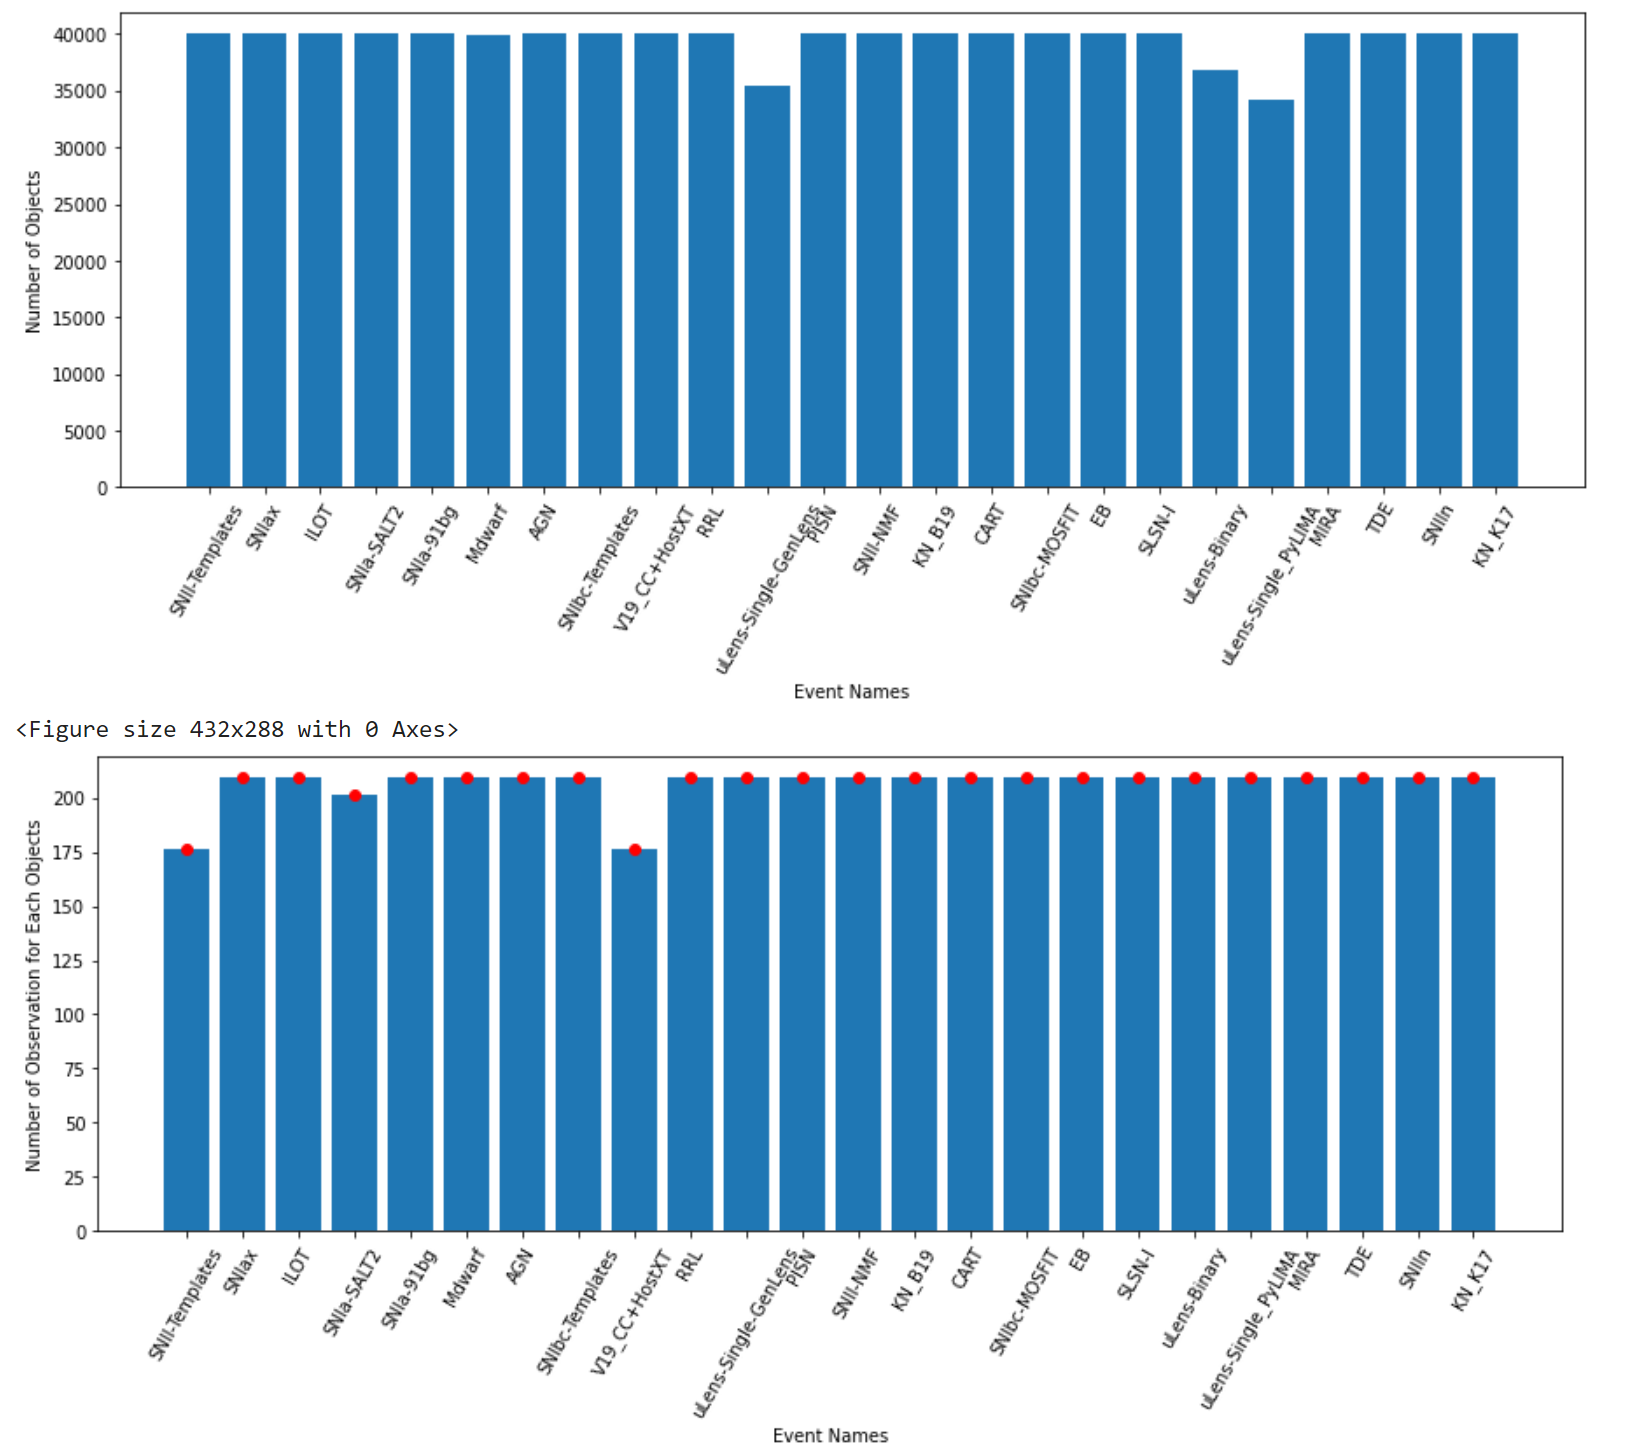 40000
35000
30000
25000
20000
15000
10000
5000
0
Number of Objects
SNII-Templates
SNIax
ILOT
SNIa-SALT2
SNIa-91bg
Mdwarf
AGN
SNIbc-Templates
V19_CC+HostXT
RRL
uLens-Single-GenLens
PISN
SNII-NMF
KN_B19
CART
SNIbc-MOSFIT
EB
SLSN-I
uLens-Binary
uLens-Single_PyLIMA
MIRA
TDE
SNIIn
KN_K17
Event Names
<Figure size 432x288 with 0 Axes>
200
175
150
125
100
75
50
25
0
Number of Observation for Each Objects
SNII-Templates
SNIax
ILOT
SNIa-SALT2
SNIa-91bg
Mdwarf
AGN
SNIbc-Templates
V19_CC+HostXT
RRL
uLens-Single-GenLens
PISN
SNII-NMF
KN_B19
CART
SNIbc-MOSFIT
EB
SLSN-I
uLens-Binary
uLens-Single_PyLIMA
MIRA
TDE
SNIIn
KN_K17
Event Names